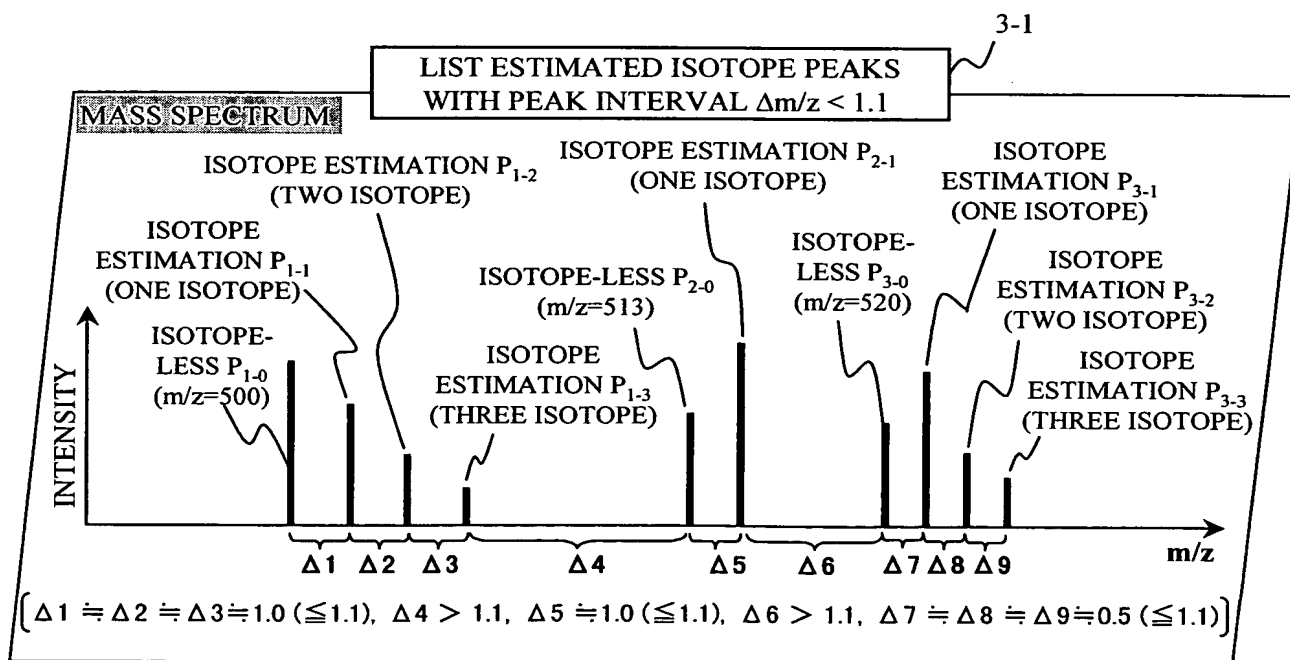 3-1
LIST ESTIMATED ISOTOPE PEAKS
WITH PEAK INTERVAL Δm/z < 1.1
MASS SPECTRUM
ISOTOPE ESTIMATION P1-2
(TWO ISOTOPE)
ISOTOPE ESTIMATION P2-1
(ONE ISOTOPE)
ISOTOPE
ESTIMATION P3-1
(ONE ISOTOPE)
ISOTOPE
ESTIMATION P1-1
(ONE ISOTOPE)
ISOTOPE-LESS P2-0
(m/z=513)
ISOTOPE-
LESS P3-0
(m/z=520)
ISOTOPE
ESTIMATION P3-2
(TWO ISOTOPE)
ISOTOPE-
LESS P1-0
(m/z=500)
ISOTOPE
ESTIMATION P1-3
(THREE ISOTOPE)
ISOTOPE
ESTIMATION P3-3
(THREE ISOTOPE)
INTENSITY
m/z
Δ1 Δ2 Δ3 Δ4 Δ5 Δ6 Δ7 Δ8 Δ9
[Δ1 ≒ Δ2 ≒ Δ3≒1.0 (≦1.1), Δ4 > 1.1, Δ5 ≒1.0 (≦1.1), Δ6 > 1.1, Δ7 ≒ Δ8 ≒ Δ9≒0.5 (≦1.1)]